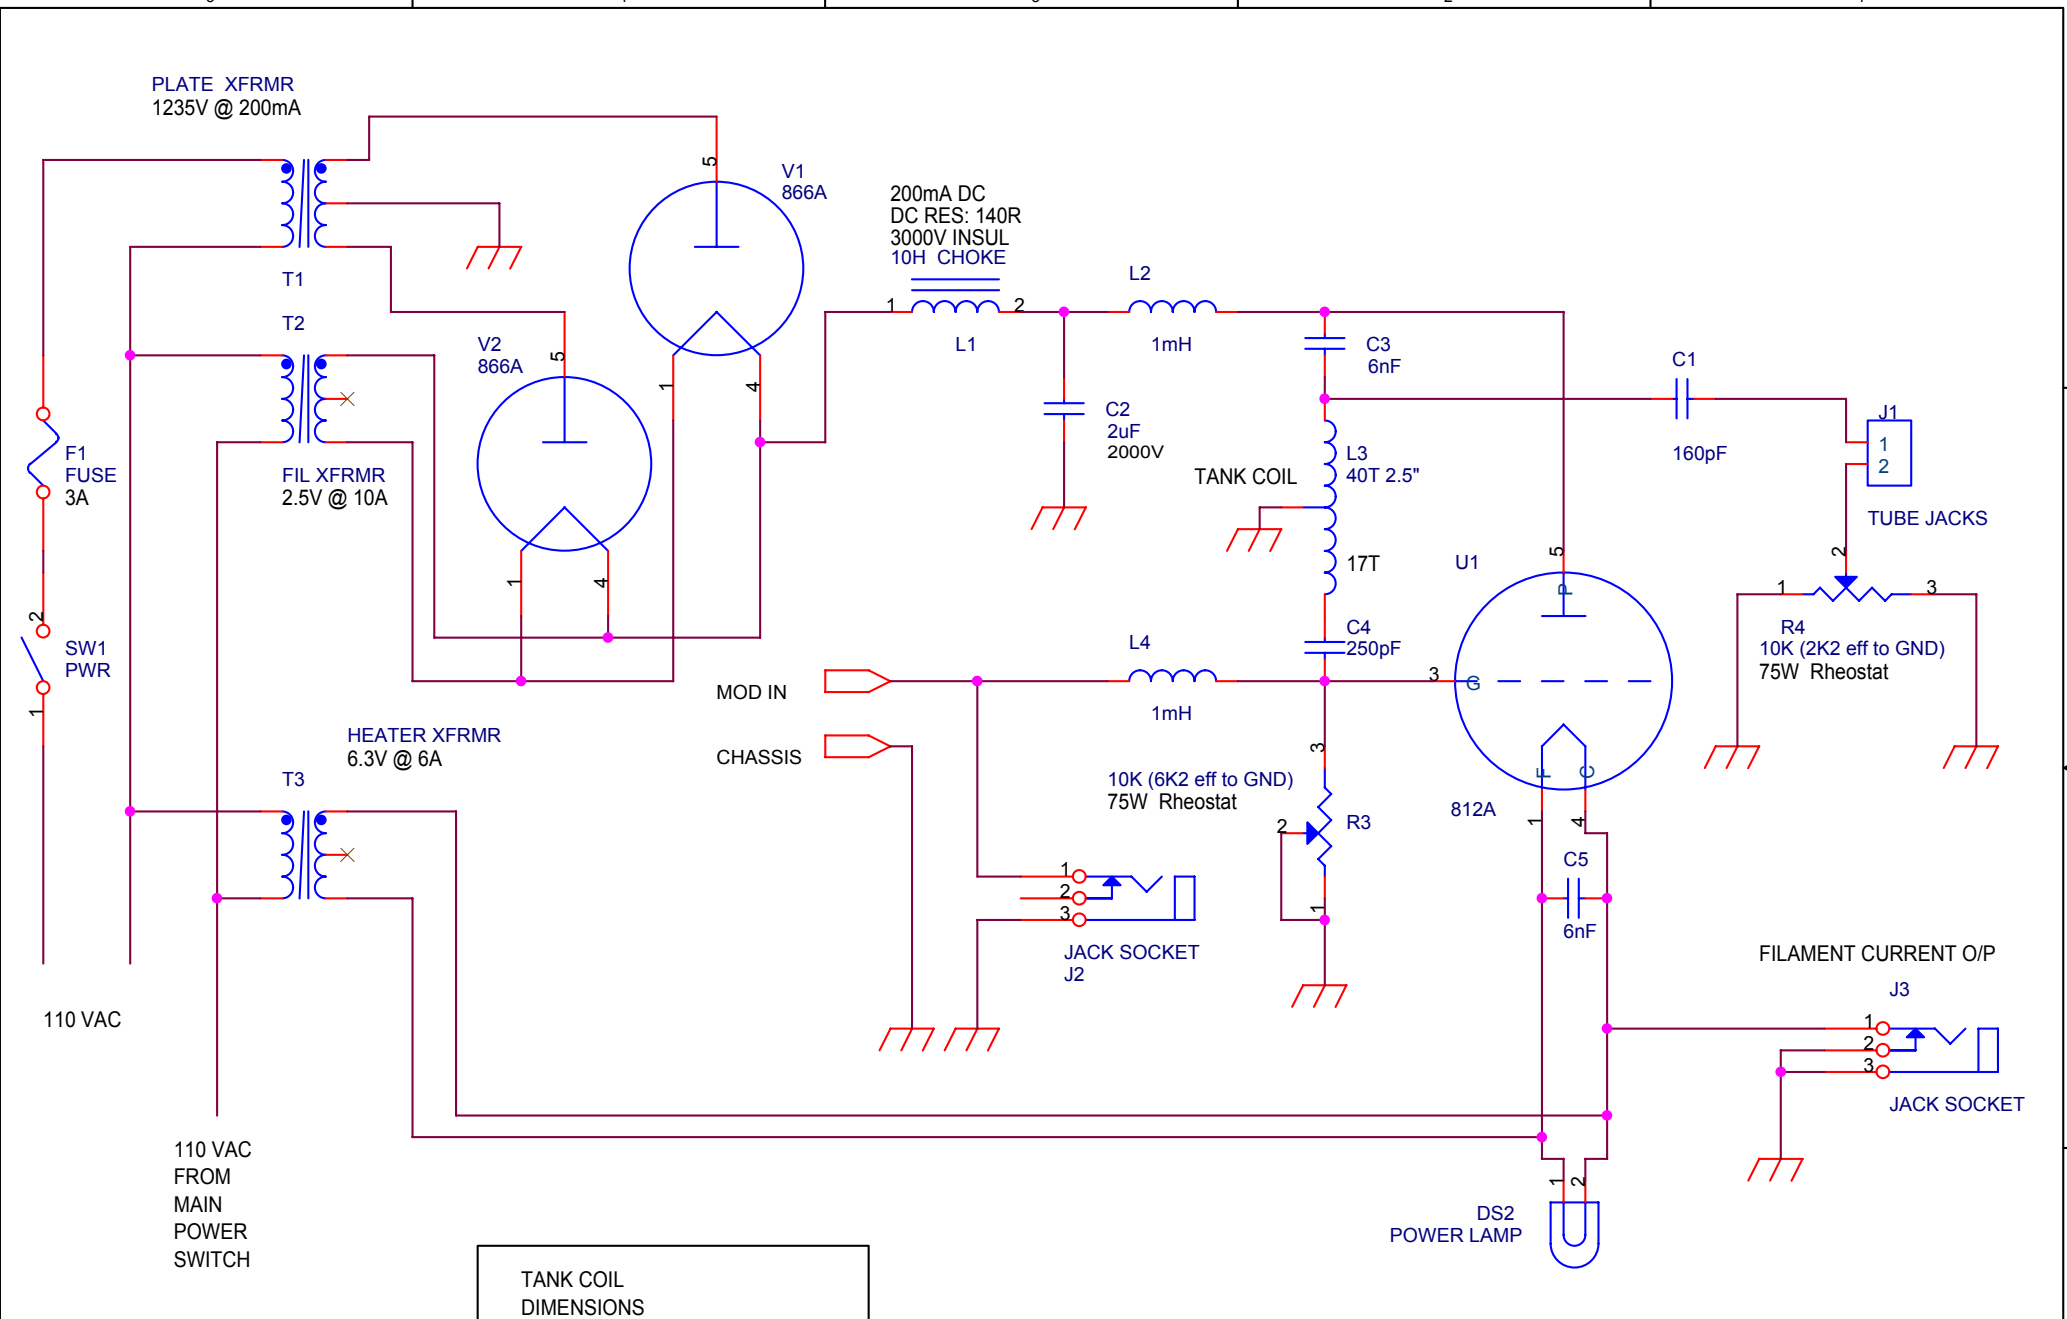 PLATE XFRMR
1235V @ 200mA
T1
T2
FIL XFRMR
2.5V @ 10A
F1
FUSE
3A
2
SW1
PWR
1
110 VAC
HEATER XFRMR
6.3V @ 6A
T3
110 VAC
FROM
MAIN
POWER
SWITCH
5
V1
866A
1
4
5
V2
866A
1
4
200mA DC
DC RES: 140R
3000V INSUL
10H CHOKE
1
2
L1
L2
1mH
C2
2uF
2000V
C3
6nF
TANK COIL
L3
40T 2.5"
17T
C4
250pF
L4
1mH
MOD IN
CHASSIS
10K (6K2 eff to GND)
75W Rheostat
3
2
R3
1
1
2
3
JACK SOCKET
J2
C1
160pF
J1
1
2
TUBE JACKS
2
1
3
R4
10K (2K2 eff to GND)
75W Rheostat
U1
5
P
3
G
F
C
812A
1
4
C5
6nF
FILAMENT CURRENT O/P
J3
1
2
3
JACK SOCKET
1
2
DS2
POWER LAMP
TANK COIL
DIMENSIONS